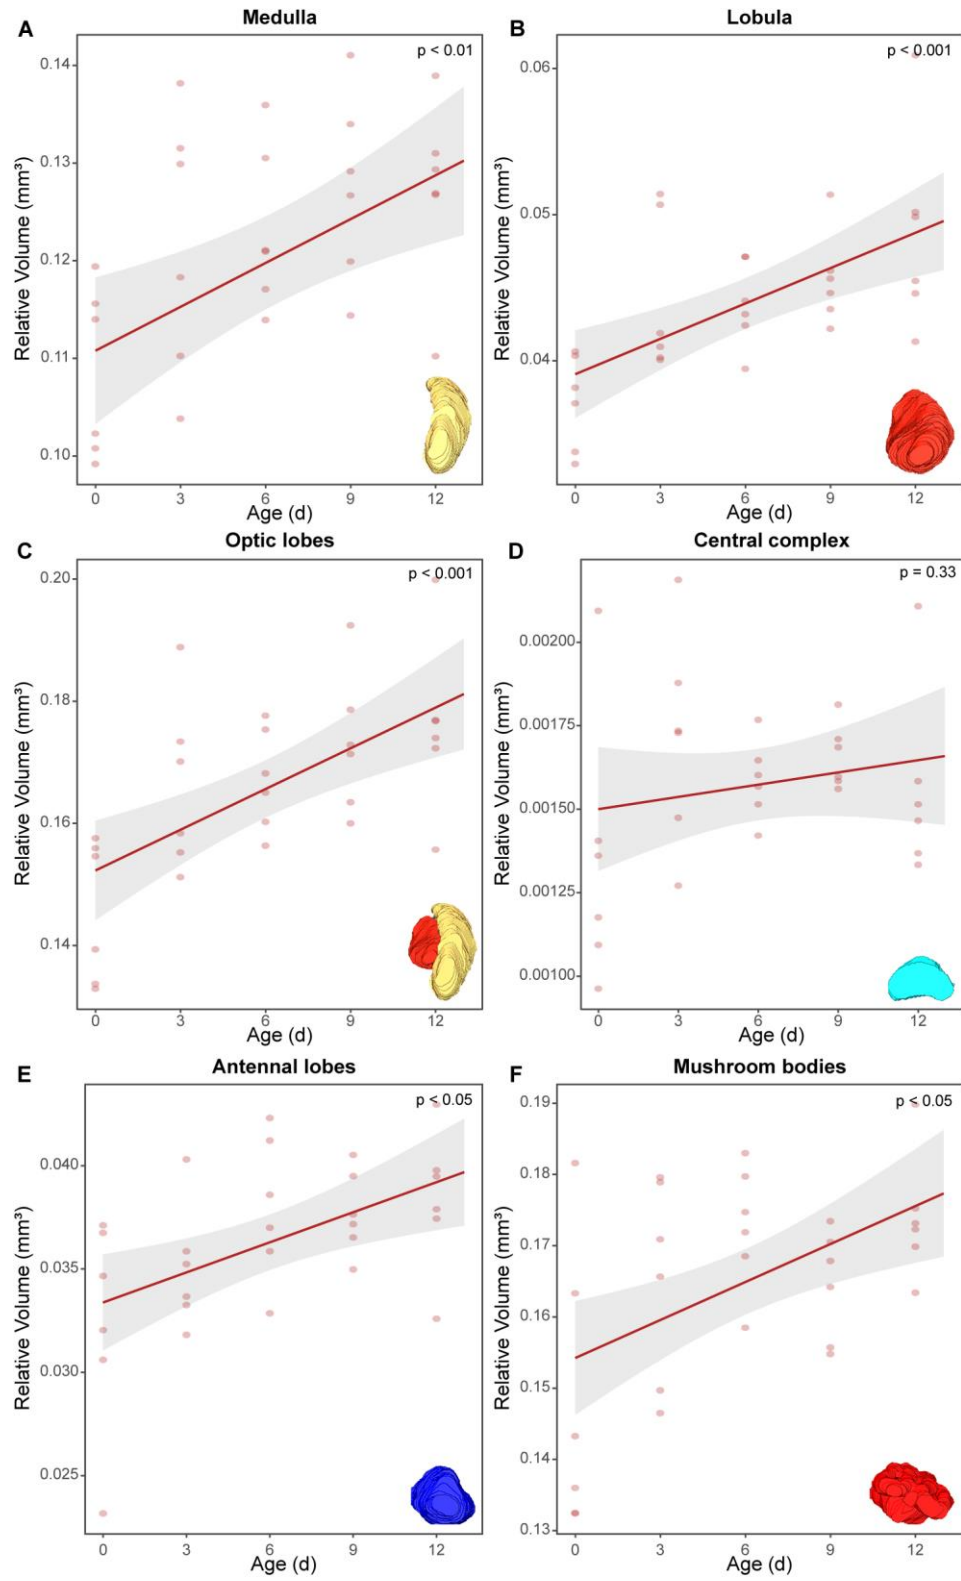 A Medulla
p < 0.01
Relative Volume (mm³)
0.14
0.13
0.12
0.11
0.10
0 3 6 9 12
Age (d)
B Lobula
p < 0.001
Relative Volume (mm³)
0.06
0.05
0.04
0 3 6 9 12
Age (d)
C Optic lobes
p < 0.001
Relative Volume (mm³)
0.20
0.18
0.16
0.14
0 3 6 9 12
Age (d)
D Central complex
p = 0.33
Relative Volume (mm³)
0.00200
0.00175
0.00150
0.00125
0.00100
0 3 6 9 12
Age (d)
E Antennal lobes
p < 0.05
Relative Volume (mm³)
0.040
0.035
0.030
0.025
0 3 6 9 12
Age (d)
F Mushroom bodies
p < 0.05
Relative Volume (mm³)
0.19
0.18
0.17
0.16
0.15
0.14
0.13
0 3 6 9 12
Age (d)